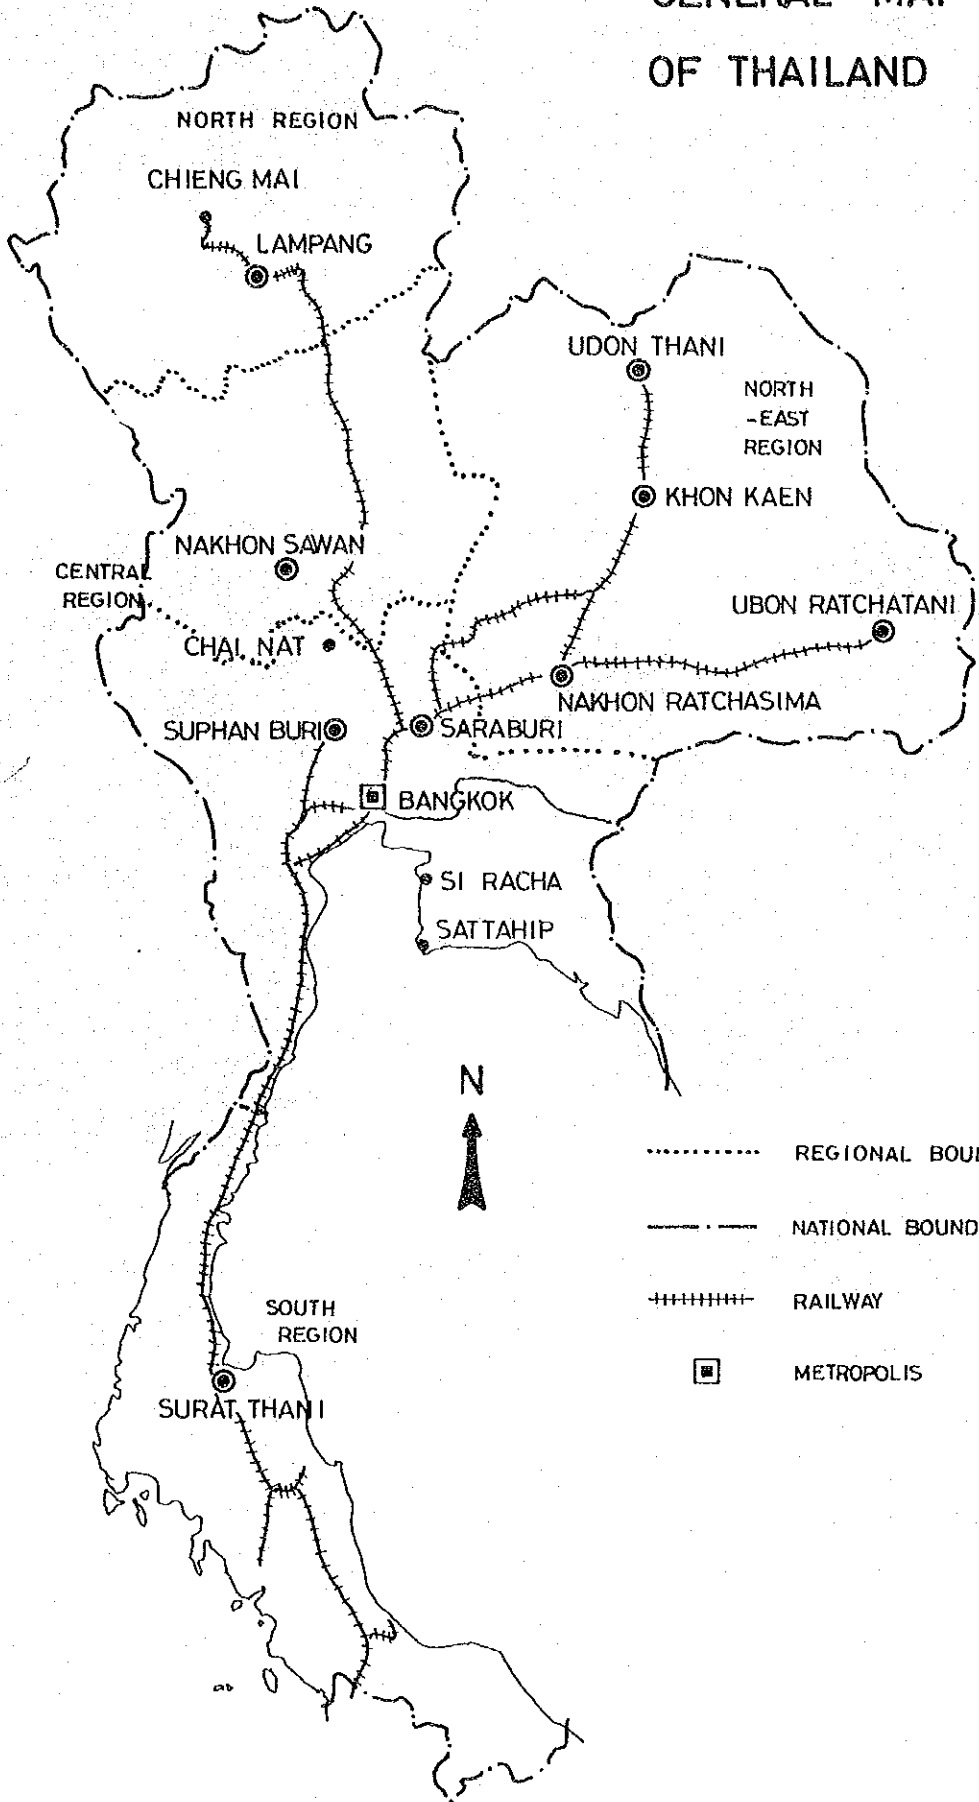 OF THAILAND
NORTH REGION
CHIENG MAI
LAMPANG
UDON THANI
NORTH
-EAST
REGION
KHON KAEN
NAKHON SAWAN
CENTRAL
REGION
UBON RATCHATANI
CHAI NAT
NAKHON RATCHASIMA
SUPHAN BURI
SARABURI
BANGKOK
SI RACHA
SATTAHIP
N
REGIONAL
NATIONAL
RAILWAY
SOUTH
REGION
METROPOLIS
SURAT THANI